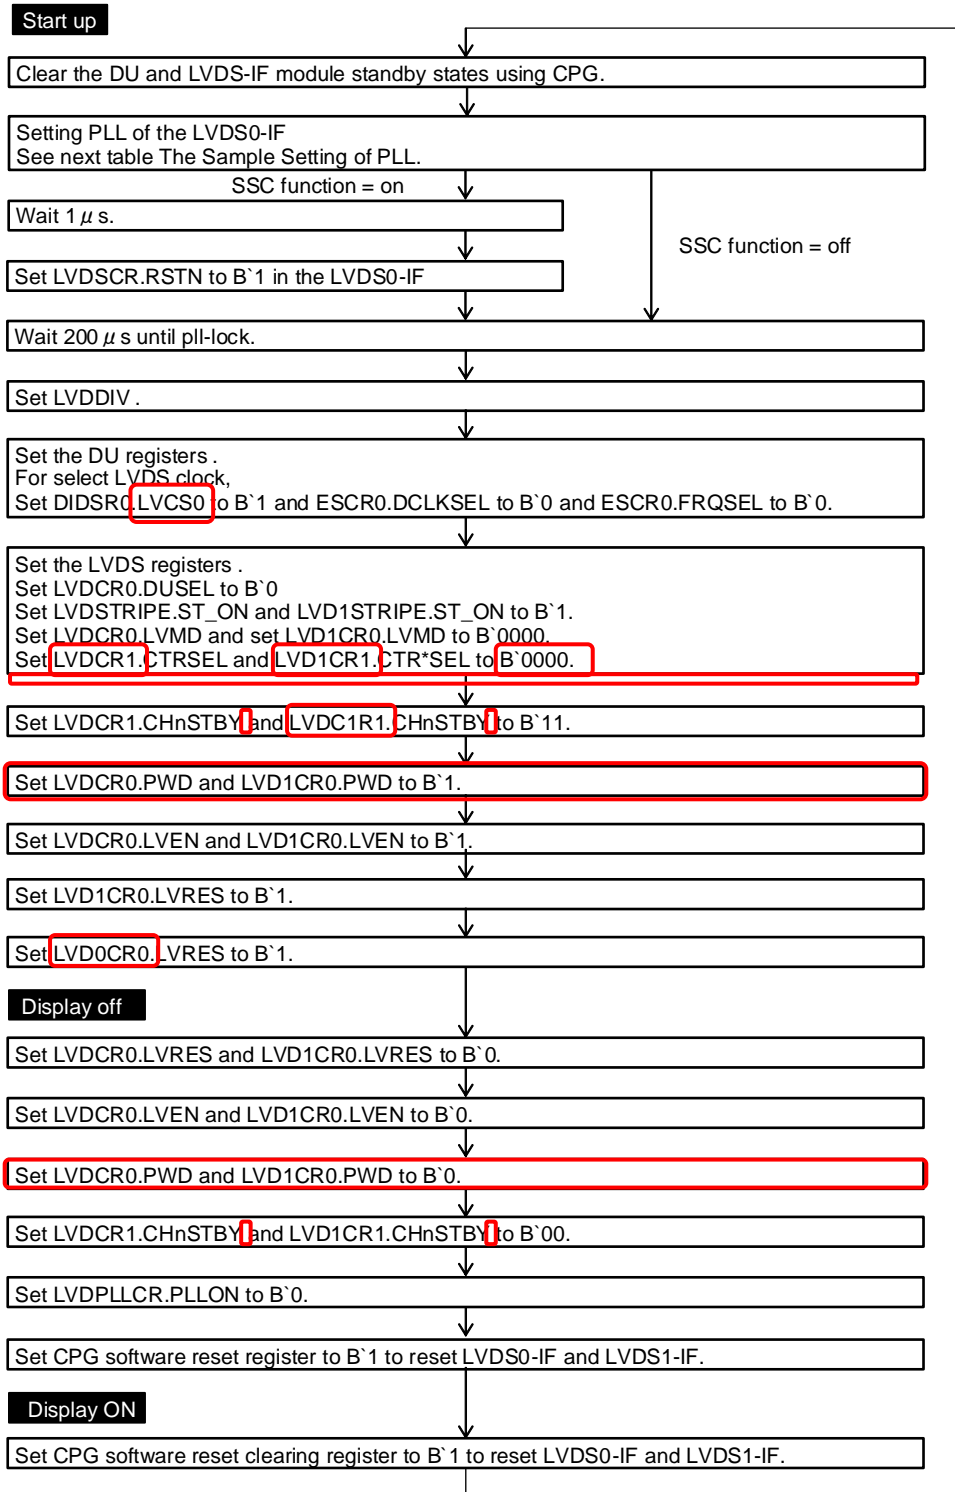 Start up
Clear the DU and LVDS-IF module standby states using CPG.
Setting PLL of the LVDS0-IF
See next table The Sample Setting of PLL.
SSC function = on
Wait 1 μ s.
SSC function = off
Set LVDSCR.RSTN to B`1 in the LVDS0-IF
Wait 200 μ s until pll-lock.
Set LVDDIV .
Set the DU registers .
For select LVDS clock,
Set DIDSR0.LVCS0 to B`1 and ESCR0.DCLKSEL to B`0 and ESCR0.FRQSEL to B`0.
Set the LVDS registers .
Set LVDCR0.DUSEL to B`0
Set LVDSTRIPE.ST_ON and LVD1STRIPE.ST_ON to B`1.
Set LVDCR0.LVMD and set LVD1CR0.LVMD to B`0000.
Set LVDCR1.CTRSEL and LVD1CR1.CTR*SEL to B`0000.
Set LVDCR1.CHnSTBY and LVDC1R1.CHnSTBY to B`11.
Set LVDCR0.PWD and LVD1CR0.PWD to B`1.
Set LVDCR0.LVEN and LVD1CR0.LVEN to B`1.
Set LVD1CR0.LVRES to B`1.
Set LVD0CR0.LVRES to B`1.
Display off
Set LVDCR0.LVRES and LVD1CR0.LVRES to B`0.
Set LVDCR0.LVEN and LVD1CR0.LVEN to B`0.
Set LVDCR0.PWD and LVD1CR0.PWD to B`0.
Set LVDCR1.CHnSTBY and LVD1CR1.CHnSTBY to B`00.
Set LVDPLLCR.PLLON to B`0.
Set CPG software reset register to B`1 to reset LVDS0-IF and LVDS1-IF.
Display ON
Set CPG software reset clearing register to B`1 to reset LVDS0-IF and LVDS1-IF.